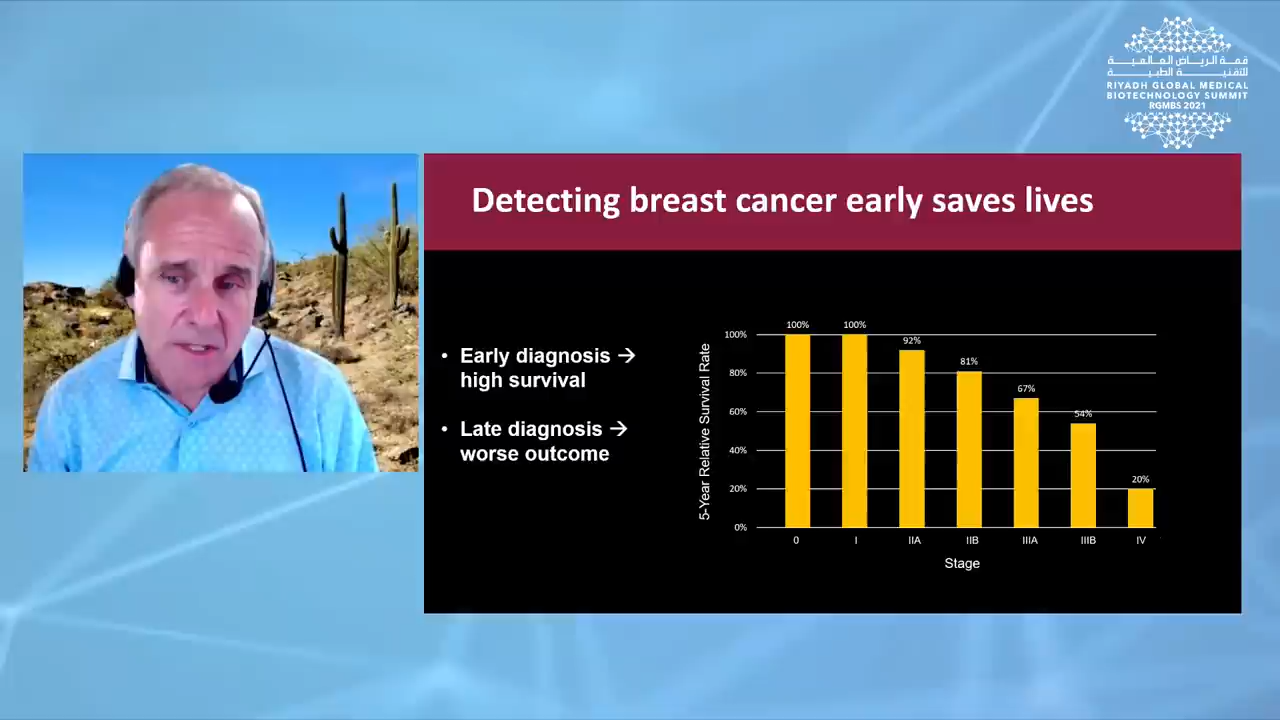 قمة الرياض العالمية
للتقنية الطبية
RIYADH GLOBAL MEDICAL
BIOTECHNOLOGY SUMMIT
RGMBS 2021
Detecting breast cancer early saves lives
• Early diagnosis →
high survival
• Late diagnosis →
worse outcome
5-Year Relative Survival Rate
100%
80%
60%
40%
20%
0%
100%
100%
92%
81%
67%
54%
20%
0
I
IIA
IIB
IIIA
IIIB
IV
Stage